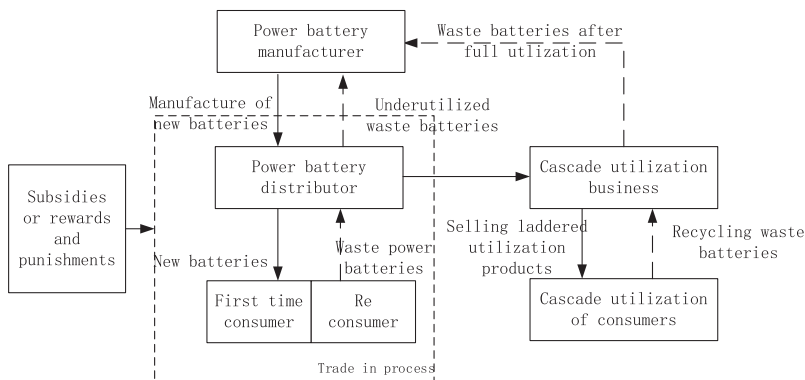 Power battery
manufacturer
Waste batteries after
full utlization
Manufacture of
new batteries
Underutilized
waste batteries
Subsidies
or rewards
and
punishments
Power battery
distributor
Cascade utilization
business
New batteries
Waste power
batteries
Selling laddered
utilization
products
Recycling waste
batteries
First time
consumer
Re
consumer
Cascade utilization
of consumers
Trade in process